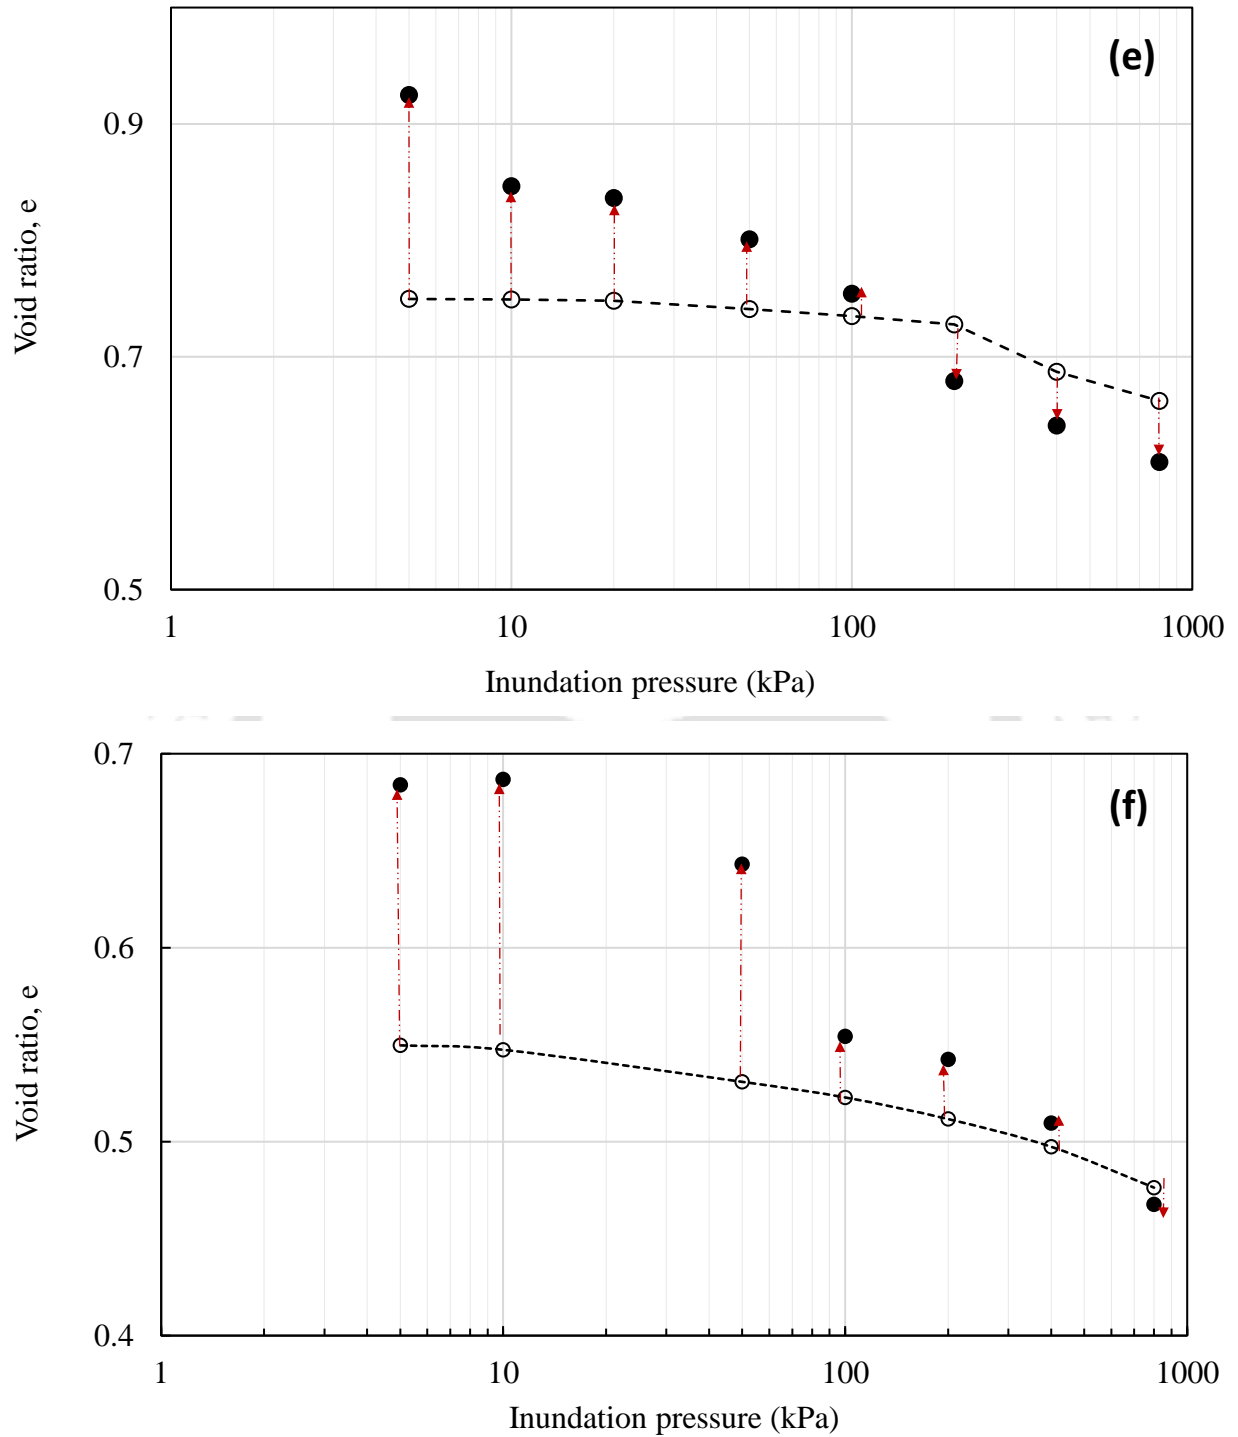 (e)
0.9
0.7
0.5
Void ratio, e
1 10 100 1000
Inundation pressure (kPa)
0.7
(f)
0.6
0.5
0.4
Void ratio, e
1 10 100 1000
Inundation pressure (kPa)